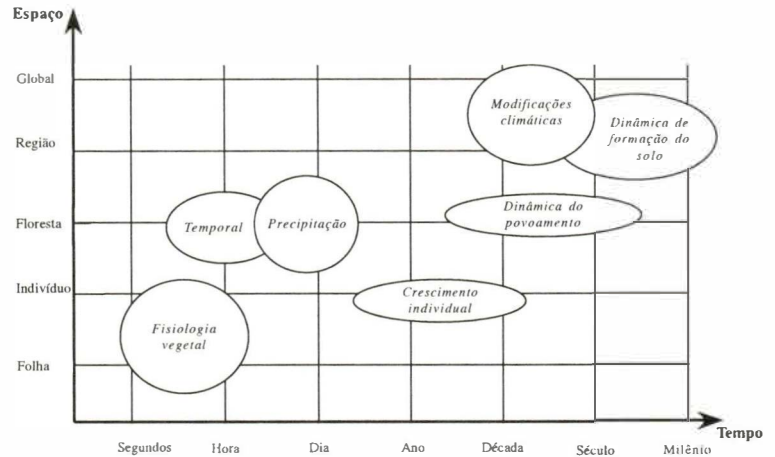 Espaço
Global
Modificações
climáticas
Dinâmica de
formação do
solo
Região
Floresta
Temporal
Precipitação
Dinâmica do
povoamento
Indivíduo
Crescimento
individual
Fisiologia
vegetal
Folha
Tempo
Segundos
Hora
Dia
Ano
Década
Século
Milênio